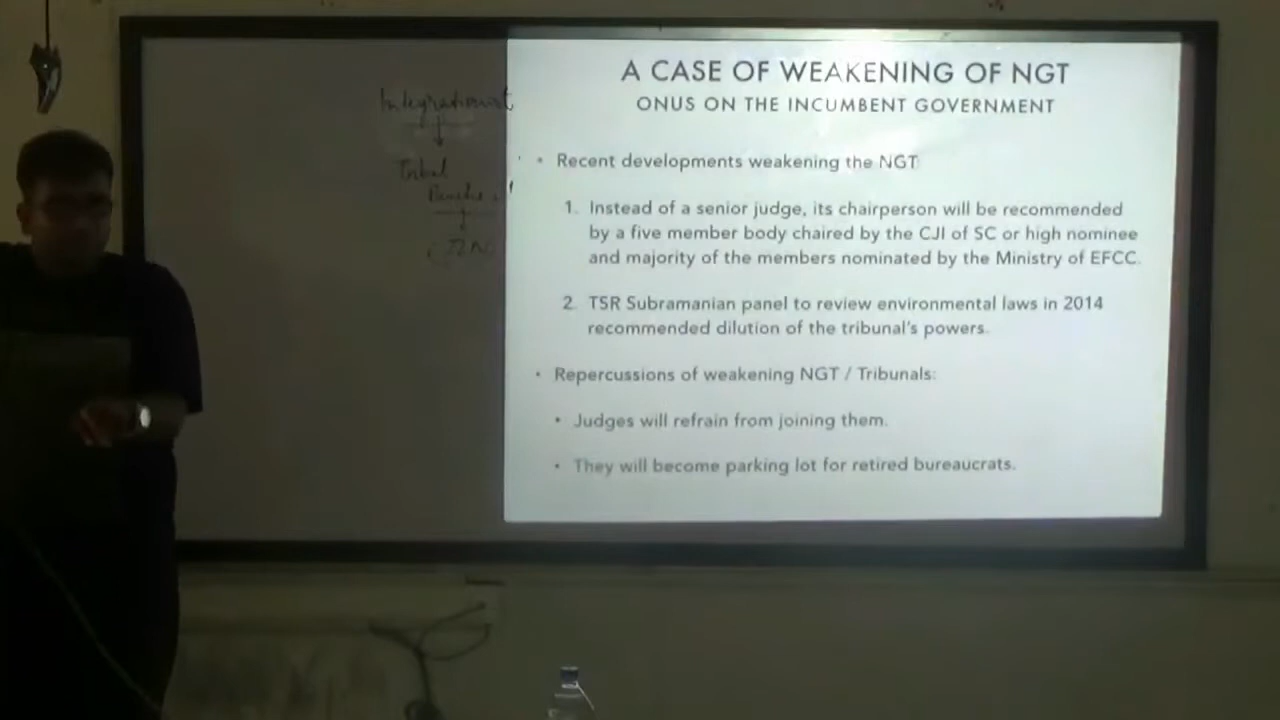 Integrationist
Tribal
A CASE OF WEAKENING OF NGT
ONUS ON THE INCUMBENT GOVERNMENT
• Recent developments weakening the NGT
1. Instead of a senior judge, its chairperson will be recommended
by a five member body chaired by the CJI of SC or high nominee
and majority of the members nominated by the Ministry of EFCC.
2. TSR Subramanian panel to review environmental laws in 2014
recommended dilution of the tribunal's powers.
• Repercussions of weakening NGT / Tribunals:
• Judges will refrain from joining them.
• They will become parking lot for retired bureaucrats.